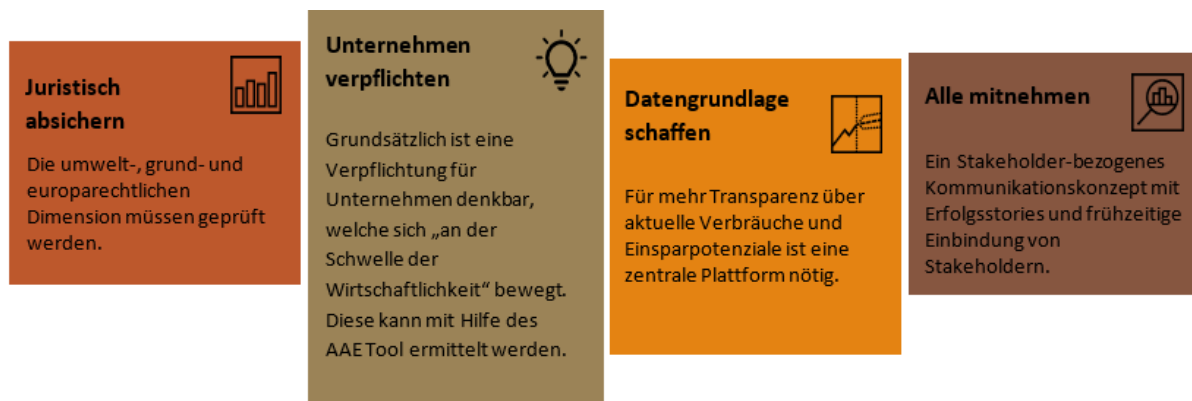 Juristisch
absichern
Die umwelt-, grund- und
europarechtlichen
Dimension müssen geprüft
werden.
Unternehmen
verpflichten
Grundsätzlich ist eine
Verpflichtung für
Unternehmen denkbar,
welche sich „an der
Schwelle der
Wirtschaftlichkeit“ bewegt.
Diese kann mit Hilfe des
AAE Tool ermittelt werden.
Datengrundlage
schaffen
Für mehr Transparenz über
aktuelle Verbräuche und
Einsparpotenziale ist eine
zentrale Plattform nötig.
Alle mitnehmen
Ein Stakeholder-bezogenes
Kommunikationskonzept mit
Erfolgsstories und frühzeitige
Einbindung von
Stakeholdern.